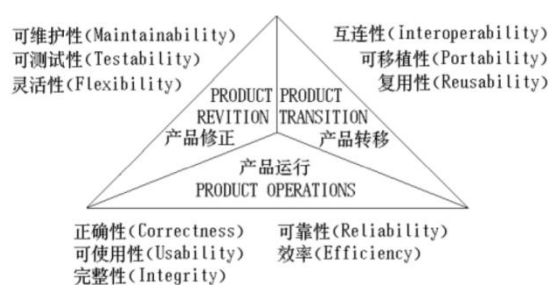 可维护性(Maintainability)
可测试性(Testability)
灵活性(Flexibility)
互连性(Interoperability)
可移植性(Portability)
复用性(Reusability)
PRODUCT
REVITION
产品修正
PRODUCT
TRANSITION
产品转移
产品运行
PRODUCT OPERATIONS
正确性(Correctness)
可使用性(Usability)
完整性(Integrity)
可靠性(Reliability)
效率(Efficiency)